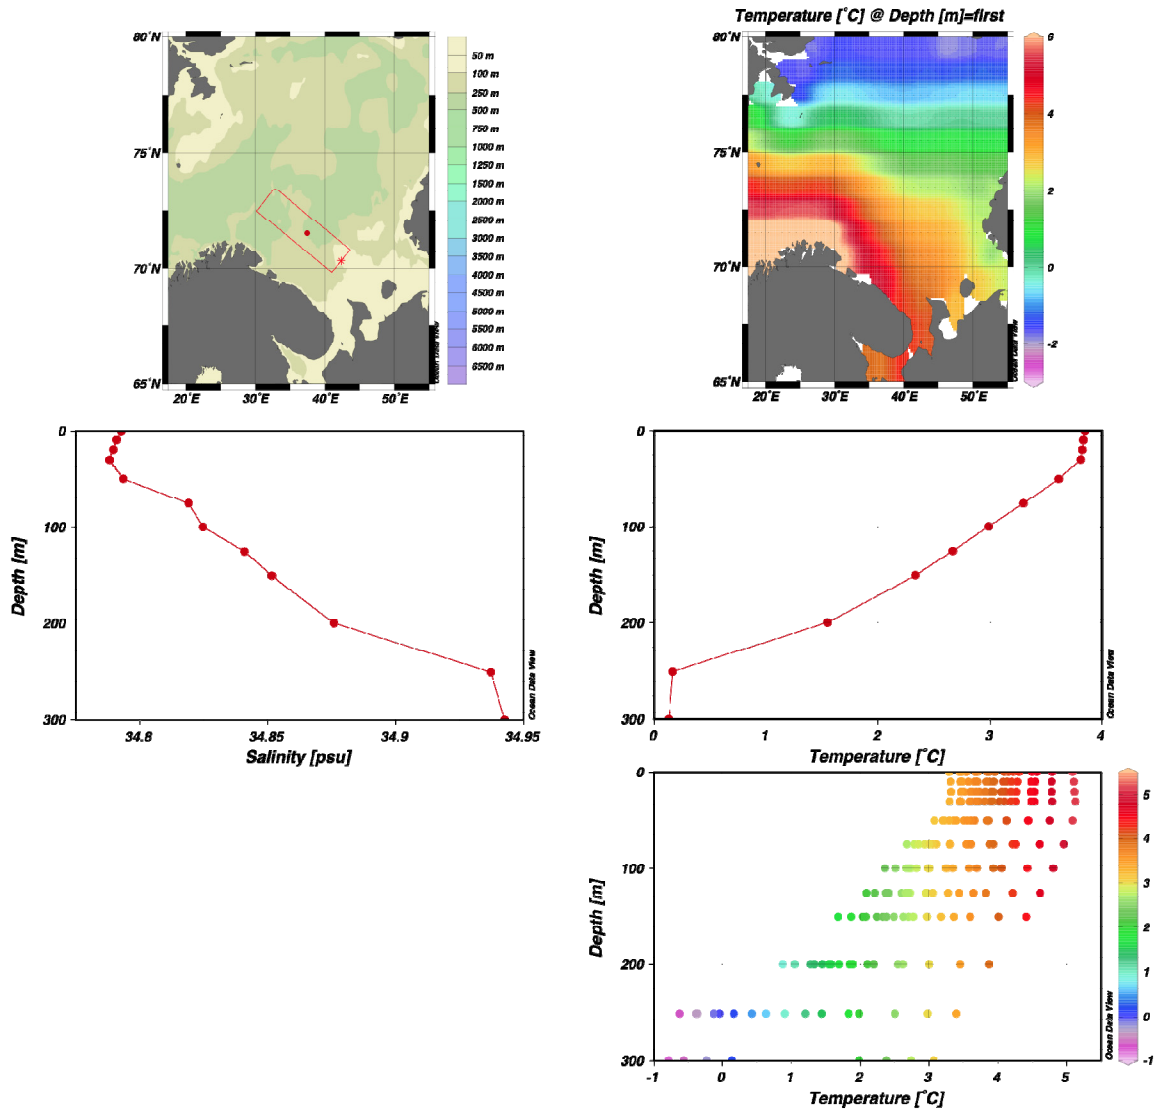 Temperature [˚C] @ Depth [m]=first
80˚N
75˚N
70˚N
65˚N
20˚E
30˚E
40˚E
50˚E
50 m
100 m
250 m
500 m
750 m
1000 m
1250 m
1500 m
2000 m
2500 m
3000 m
3500 m
4000 m
4500 m
5000 m
5500 m
6000 m
6500 m
Ocean Data View
80˚N
75˚N
70˚N
65˚N
20˚E
30˚E
40˚E
50˚E
Ocean Data View
6
4
2
0
-2
0
100
200
300
Depth [m]
34.8
34.85
34.9
34.95
Salinity [psu]
Ocean Data View
0
100
200
300
Depth [m]
0
1
2
3
4
Temperature [˚C]
Ocean Data View
0
100
200
300
Depth [m]
-1
0
1
2
3
4
5
Temperature [˚C]
Ocean Data View
5
4
3
2
1
0
-1